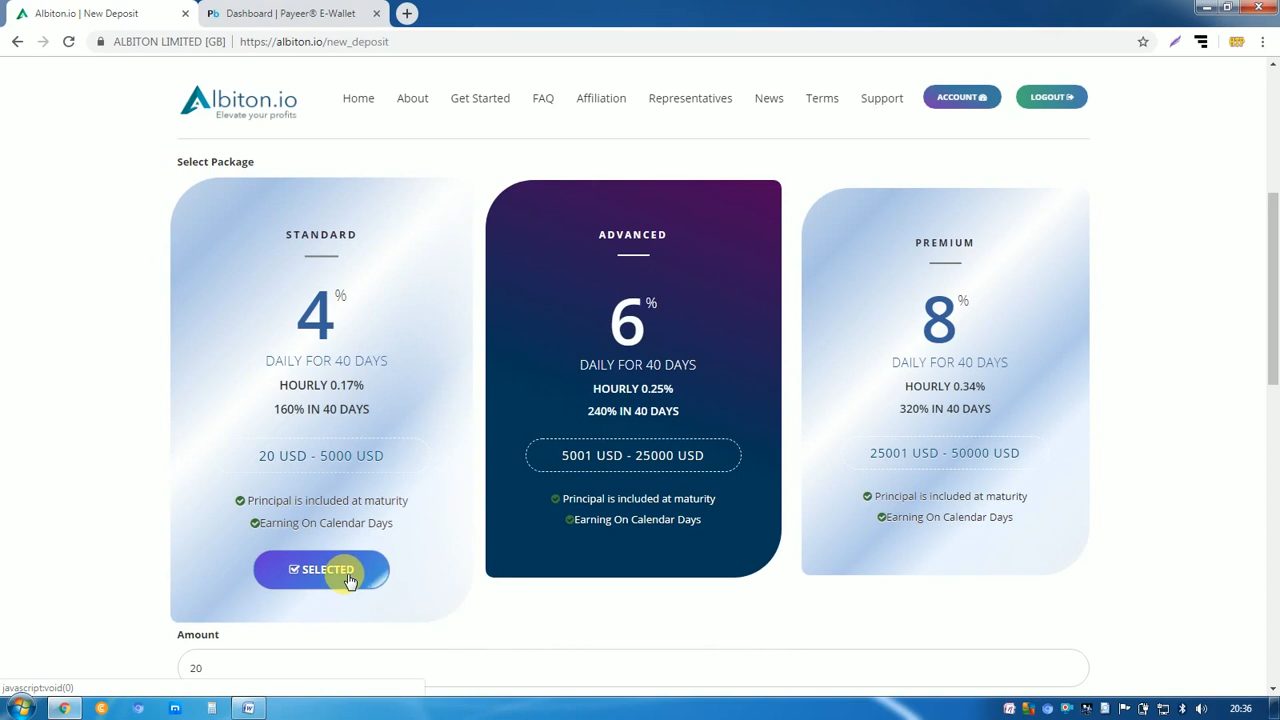 Albiton.io | New Deposit
Pb Dashboard | Payeer® E-Wallet
ALBITON LIMITED [GB] https://albiton.io/new_deposit
Albiton.io
Elevate your profits
Home About Get Started FAQ Affiliation Representatives News Terms Support ACCOUNT LOGOUT
Select Package
STANDARD
4 %
DAILY FOR 40 DAYS
HOURLY 0.17%
160% IN 40 DAYS
20 USD - 5000 USD
Principal is included at maturity
Earning On Calendar Days
SELECTED
ADVANCED
6 %
DAILY FOR 40 DAYS
HOURLY 0.25%
240% IN 40 DAYS
5001 USD - 25000 USD
Principal is included at maturity
Earning On Calendar Days
PREMIUM
8 %
DAILY FOR 40 DAYS
HOURLY 0.34%
320% IN 40 DAYS
25001 USD - 50000 USD
Principal is included at maturity
Earning On Calendar Days
Amount
20
javascript:void(0)
20:36